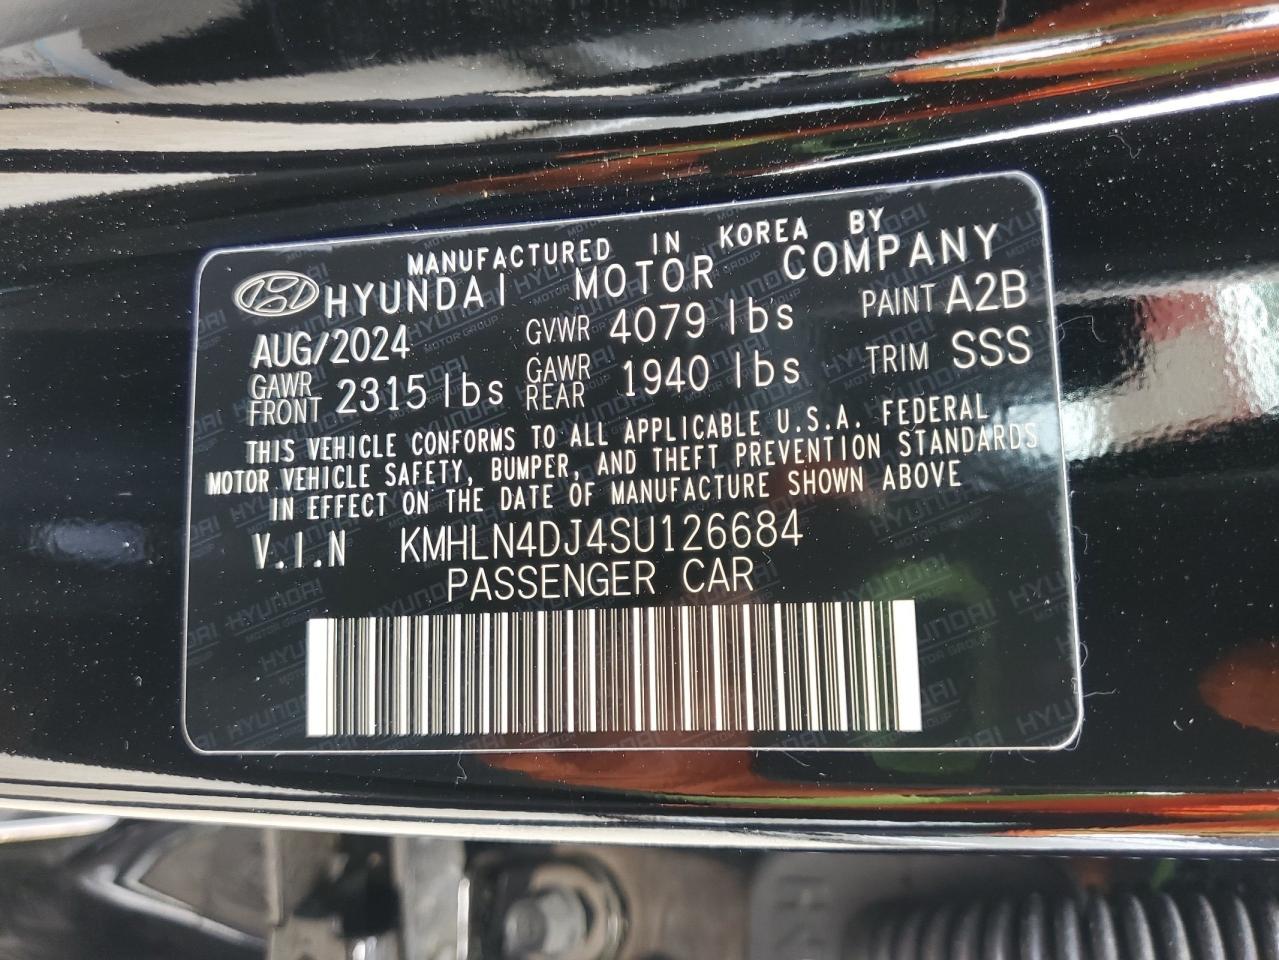 MANUFACTURED IN KOREA BY
HYUNDAI MOTOR COMPANY
AUG/2024 GVWR 4079 lbs PAINT A2B
GAWR FRONT 2315 lbs GAWR REAR 1940 lbs TRIM SSS
THIS VEHICLE CONFORMS TO ALL APPLICABLE U.S.A. FEDERAL
MOTOR VEHICLE SAFETY, BUMPER, AND THEFT PREVENTION STANDARDS
IN EFFECT ON THE DATE OF MANUFACTURE SHOWN ABOVE
V.I.N KMHLN4DJ4SU126684
PASSENGER CAR